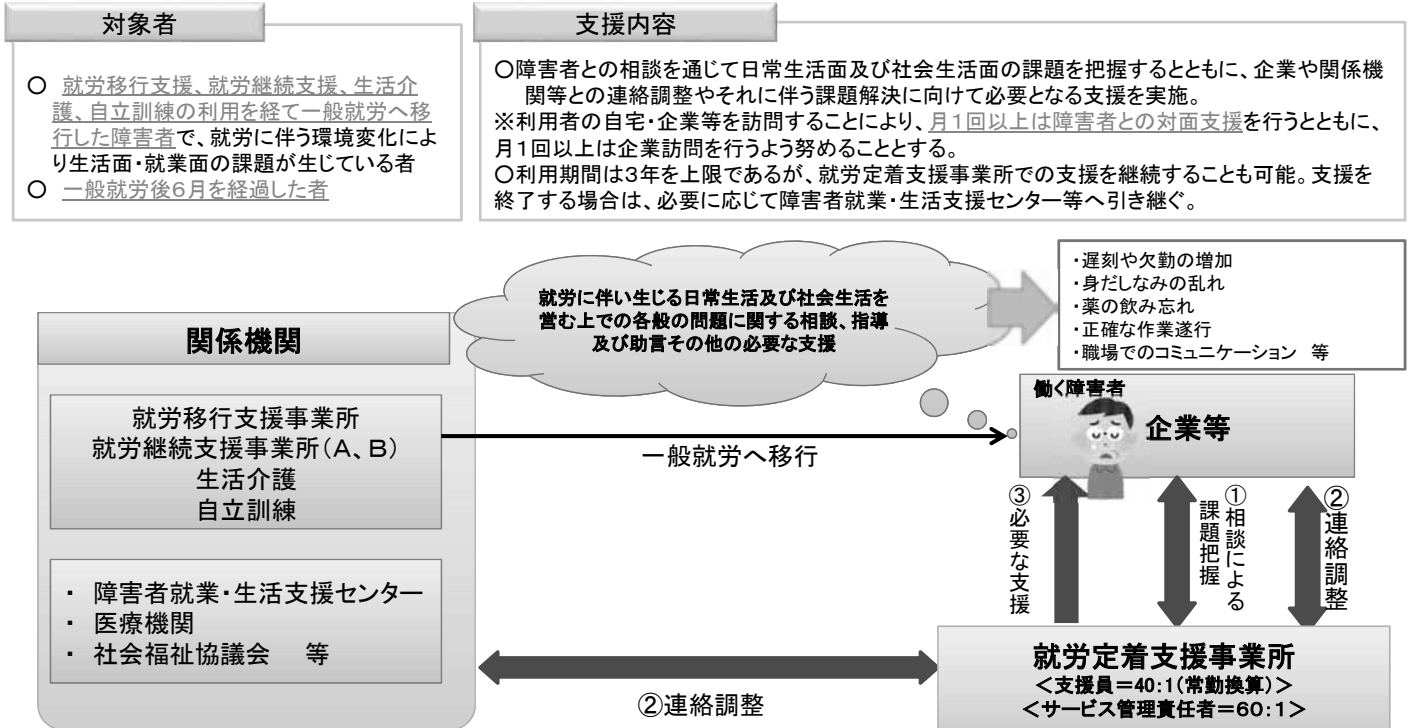 対象者
○ 就労移行支援、就労継続支援、生活介
護、自立訓練の利用を経て一般就労へ移
行した障害者で、就労に伴う環境変化によ
り生活面・就業面の課題が生じている者
○ 一般就労後6月を経過した者
支援内容
○障害者との相談を通じて日常生活面及び社会生活面の課題を把握するとともに、企業や関係機
関等との連絡調整やそれに伴う課題解決に向けて必要となる支援を実施。
※利用者の自宅・企業等を訪問することにより、月1回以上は障害者との対面支援を行うとともに、
月1回以上は企業訪問を行うよう努めることとする。
○利用期間は3年を上限であるが、就労定着支援事業所での支援を継続することも可能。支援を
終了する場合は、必要に応じて障害者就業・生活支援センター等へ引き継ぐ。
就労に伴い生じる日常生活及び社会生活を
営む上での各般の問題に関する相談、指導
及び助言その他の必要な支援
・遅刻や欠勤の増加
・身だしなみの乱れ
・薬の飲み忘れ
・正確な作業遂行
・職場でのコミュニケーション 等
関係機関
就労移行支援事業所
就労継続支援事業所(A、B)
生活介護
自立訓練
・ 障害者就業・生活支援センター
・ 医療機関
・ 社会福祉協議会 等
一般就労へ移行
働く障害者
企業等
③必要な支援
①相談による
課題把握
②連絡調整
②連絡調整
就労定着支援事業所
<支援員=40:1(常勤換算)>
<サービス管理責任者=60:1>